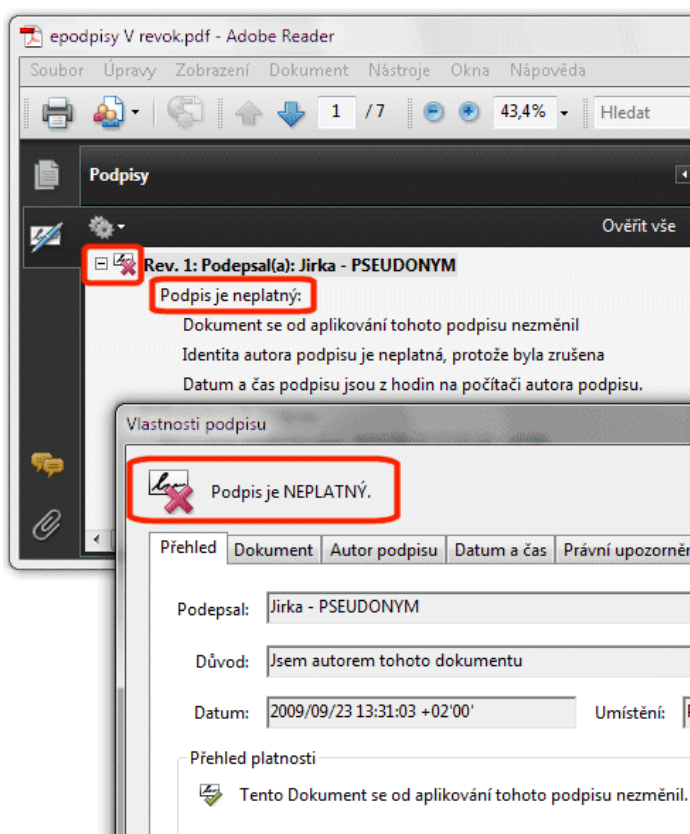 epodpisy V revok.pdf - Adobe Reader
Soubor Úpravy Zobrazení Dokument Nástroje Okna Nápověda
1 /7 43,4% Hledat
Podpisy
Ověřit vše
Rev. 1: Podepsal(a): Jirka - PSEUDONYM
Podpis je neplatný:
Dokument se od aplikování tohoto podpisu nezměnil
Identita autora podpisu je neplatná, protože byla zrušena
Datum a čas podpisu jsou z hodin na počítači autora podpisu.
Vlastnosti podpisu
Podpis je NEPLATNÝ.
Přehled Dokument Autor podpisu Datum a čas Právní upozorněn
Podepsal: Jirka - PSEUDONYM
Důvod: Jsem autorem tohoto dokumentu
Datum: 2009/09/23 13:31:03 +02'00' Umístění:
Přehled platnosti
Tento Dokument se od aplikování tohoto podpisu nezměnil.